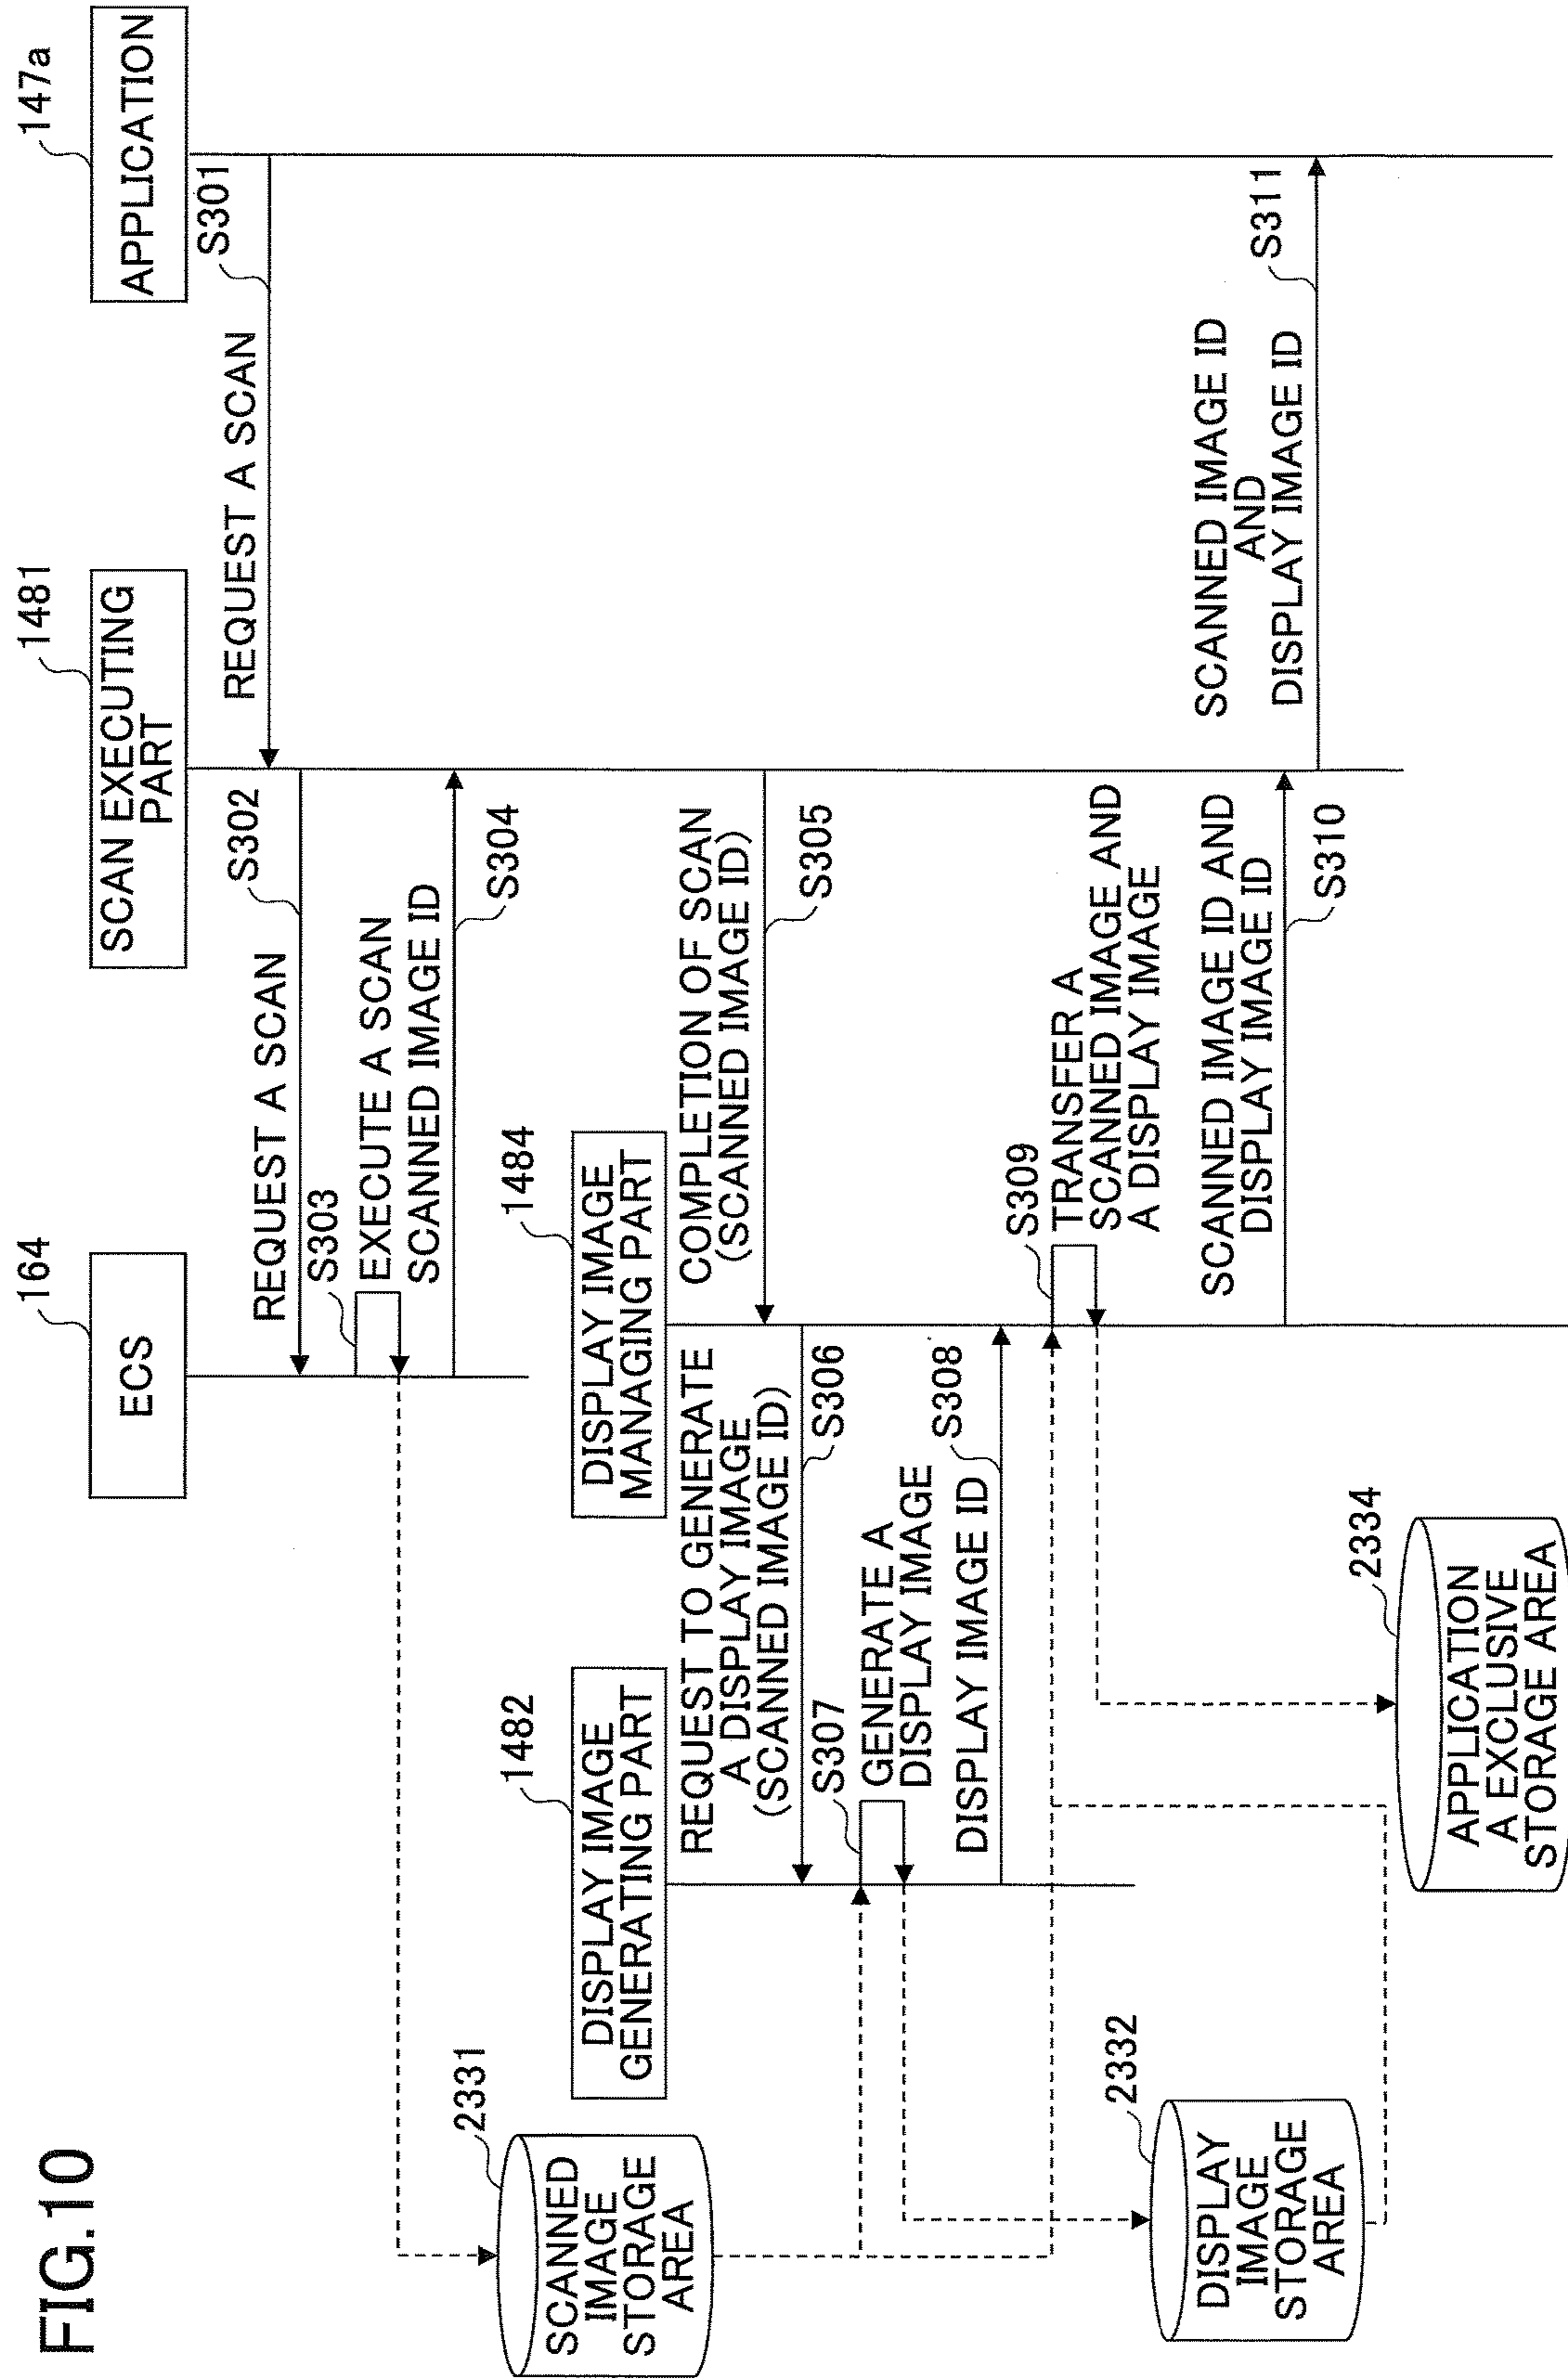 FIG.10
164
ECS
1481
SCAN EXECUTING
PART
147a
APPLICATION
S301
REQUEST A SCAN
S302
REQUEST A SCAN
S303
EXECUTE A SCAN
SCANNED IMAGE ID
S304
2331
SCANNED
IMAGE
STORAGE
AREA
1482
DISPLAY IMAGE
GENERATING PART
1484
DISPLAY IMAGE
MANAGING PART
COMPLETION OF SCAN
(SCANNED IMAGE ID)
S305
REQUEST TO GENERATE
A DISPLAY IMAGE
(SCANNED IMAGE ID)
S306
S307
GENERATE A
DISPLAY IMAGE
DISPLAY IMAGE ID
S308
S309
TRANSFER A
SCANNED IMAGE AND
A DISPLAY IMAGE
2332
DISPLAY
IMAGE
STORAGE
AREA
SCANNED IMAGE ID AND
DISPLAY IMAGE ID
S310
SCANNED IMAGE ID
AND
DISPLAY IMAGE ID
S311
2334
APPLICATION
A EXCLUSIVE
STORAGE AREA